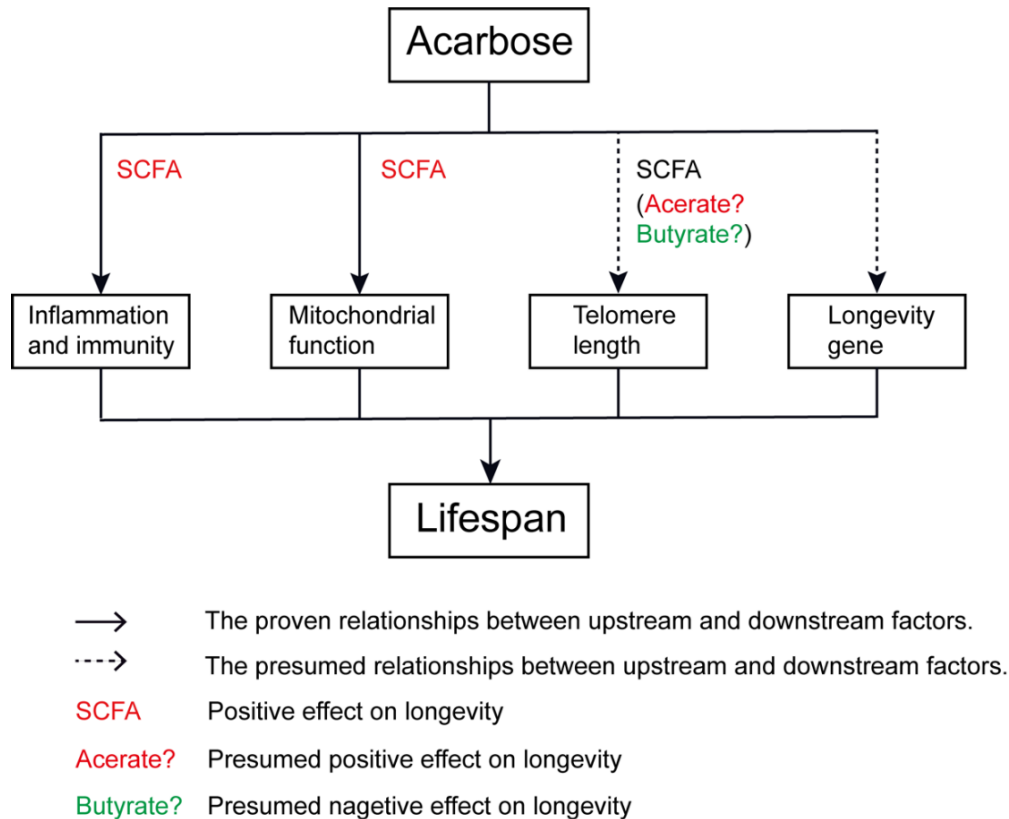 Acarbose
SCFA
SCFA
SCFA
(Acerate?
Butyrate?)
Inflammation
and immunity
Mitochondrial
function
Telomere
length
Longevity
gene
Lifespan
The proven relationships between upstream and downstream factors.
The presumed relationships between upstream and downstream factors.
SCFA Positive effect on longevity
Acerate? Presumed positive effect on longevity
Butyrate? Presumed nagetive effect on longevity